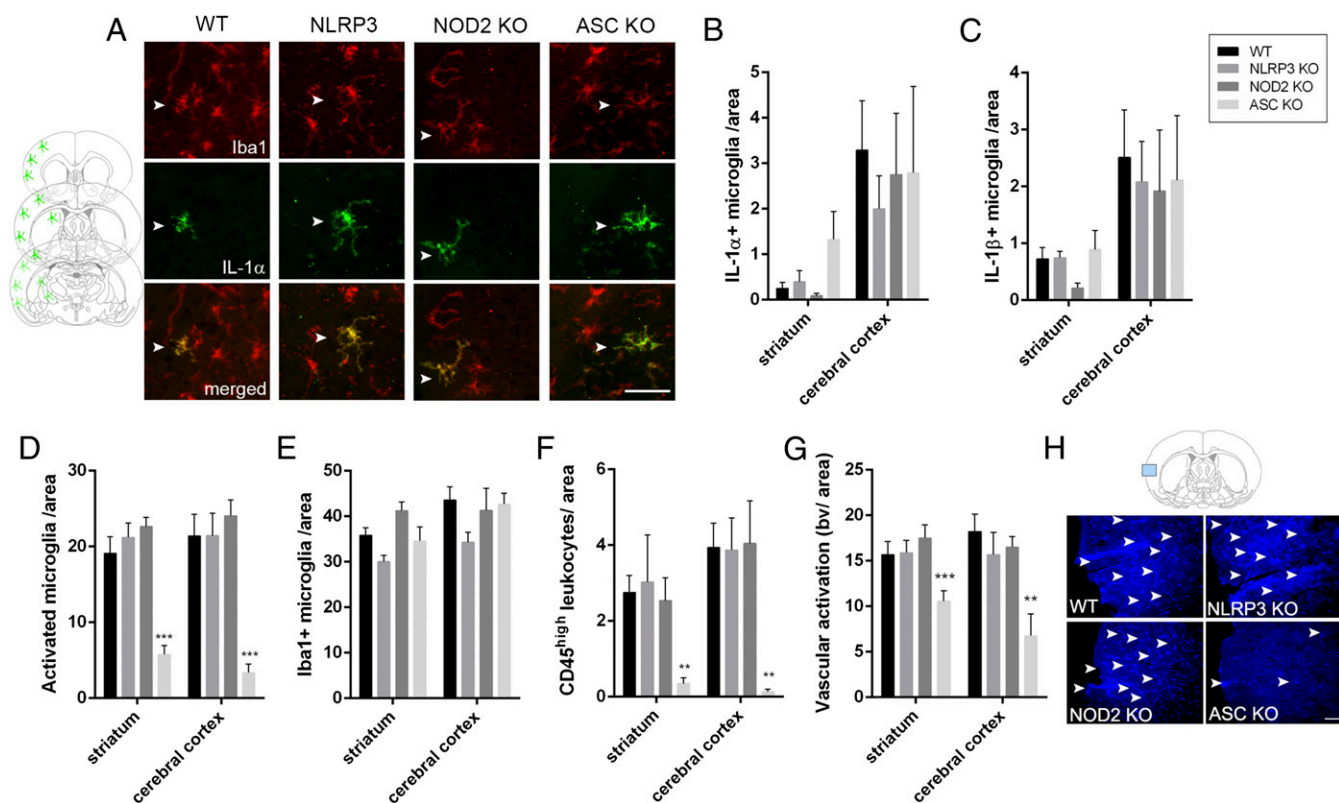 A
WT
NLRP3
NOD2 KO
ASC KO
Iba1
IL-1α
merged
B
IL-1α+ microglia /area
5
4
3
2
1
0
striatum
cerebral cortex
C
IL-1β+ microglia /area
4
3
2
1
0
striatum
cerebral cortex
WT
NLRP3 KO
NOD2 KO
ASC KO
D
Activated microglia /area
30
20
10
0
***
***
striatum
cerebral cortex
E
Iba1+ microglia /area
50
40
30
20
10
0
striatum
cerebral cortex
F
CD45high leukocytes/ area
6
4
2
0
**
**
striatum
cerebral cortex
G
Vascular activation (bv/ area)
25
20
15
10
5
0
***
**
striatum
cerebral cortex
H
WT
NLRP3 KO
NOD2 KO
ASC KO